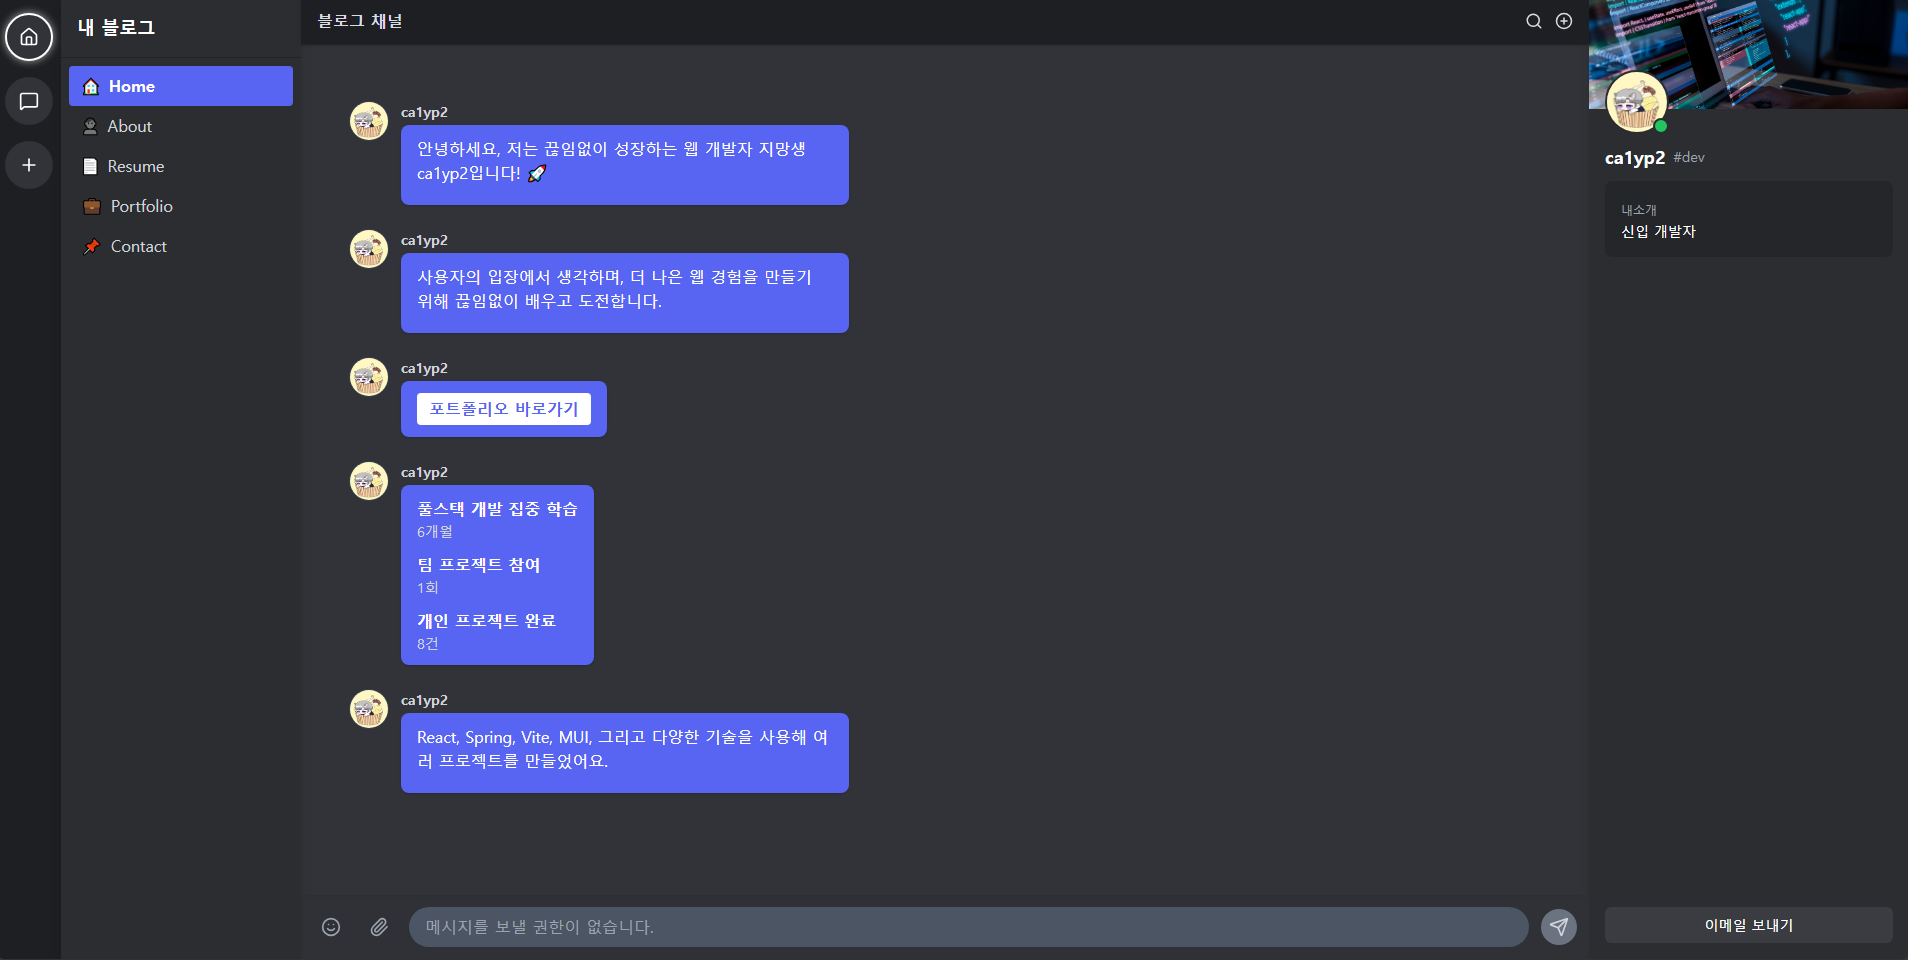 내 블로그
Home
About
Resume
Portfolio
Contact
블로그 채널
ca1yp2
안녕하세요, 저는 끊임없이 성장하는 웹 개발자 지망생
ca1yp2입니다! 🚀
ca1yp2
사용자의 입장에서 생각하며, 더 나은 웹 경험을 만들기
위해 끊임없이 배우고 도전합니다.
ca1yp2
포트폴리오 바로가기
ca1yp2
풀스택 개발 집중 학습
6개월
팀 프로젝트 참여
1회
개인 프로젝트 완료
8건
ca1yp2
React, Spring, Vite, MUI, 그리고 다양한 기술을 사용해 여
러 프로젝트를 만들었어요.
메시지를 보낼 권한이 없습니다.
ca1yp2 #dev
내소개
신입 개발자
이메일 보내기